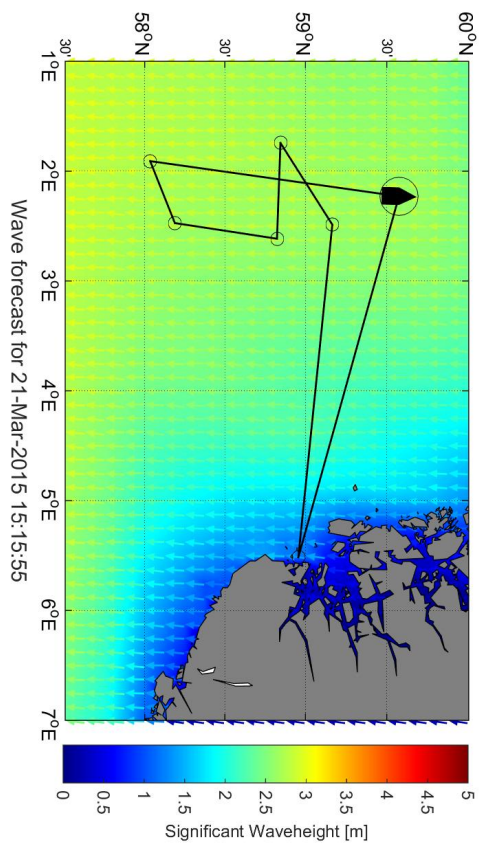 58°N
30'
59°N
30'
60°N
30'
1°E
2°E
3°E
4°E
5°E
6°E
7°E
Wave forecast for 21-Mar-2015 15:15:55
0
0.5
1
1.5
2
2.5
3
3.5
4
4.5
5
Significant Waveheight [m]